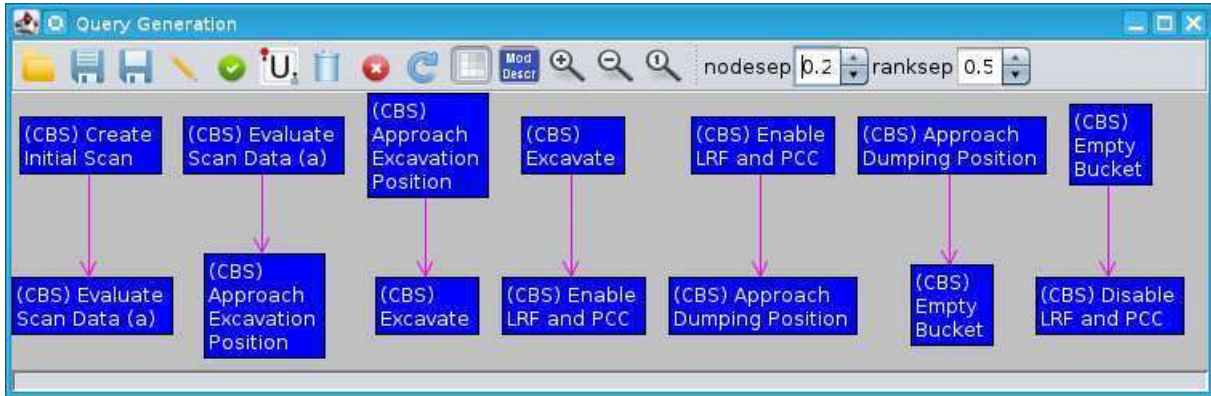 Query Generation
U
Mod
Descr
1
nodesep 0.2 ranksep 0.5
(CBS) Create
Initial Scan
(CBS) Evaluate
Scan Data (a)
(CBS)
Approach
Excavation
Position
(CBS)
Excavate
(CBS) Enable
LRF and PCC
(CBS) Approach
Dumping Position
(CBS)
Empty
Bucket
(CBS) Evaluate
Scan Data (a)
(CBS)
Approach
Excavation
Position
(CBS)
Excavate
(CBS) Enable
LRF and PCC
(CBS) Approach
Dumping Position
(CBS)
Empty
Bucket
(CBS) Disable
LRF and PCC